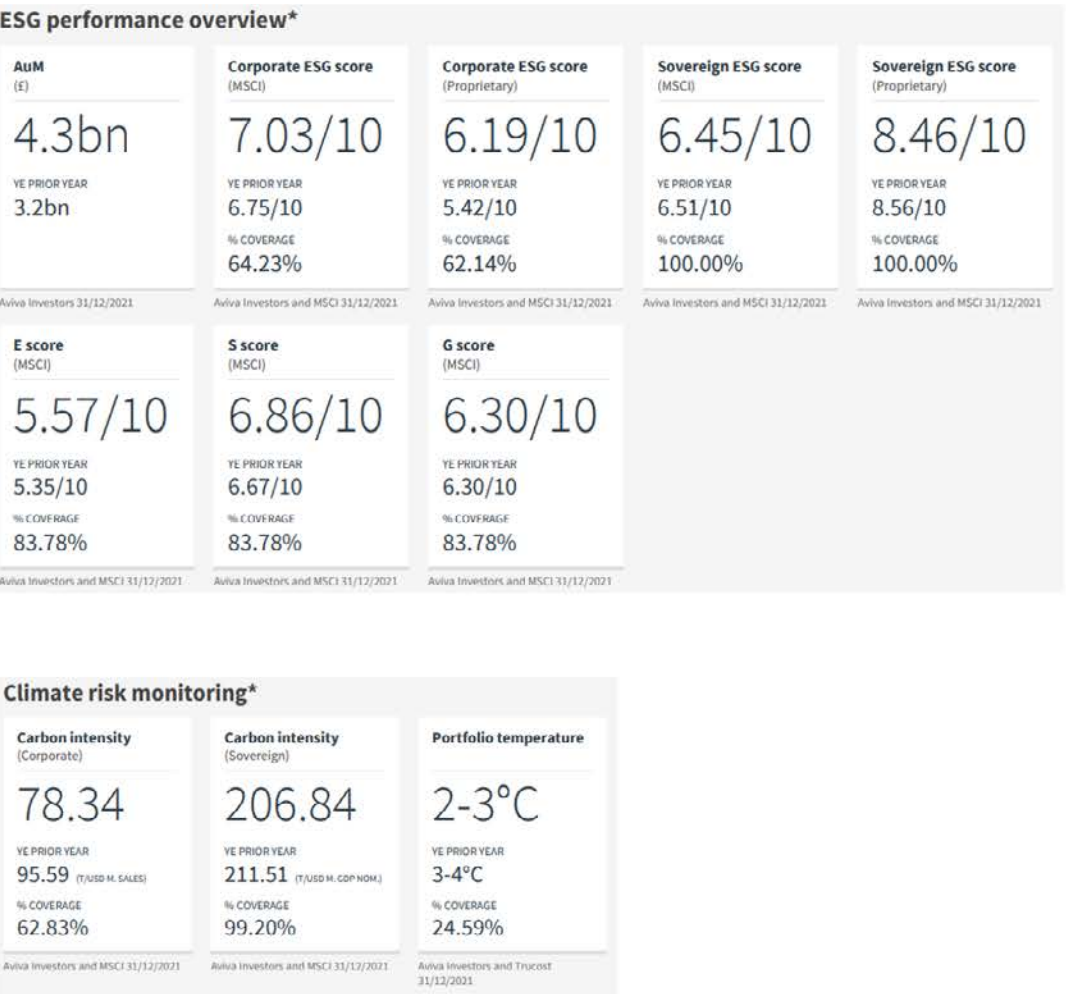 ESG performance overview*
AuM
(£)
4.3bn
YE PRIOR YEAR
3.2bn
Aviva Investors 31/12/2021
Corporate ESG score
(MSCI)
7.03/10
YE PRIOR YEAR
6.75/10
% COVERAGE
64.23%
Aviva Investors and MSCI 31/12/2021
Corporate ESG score
(Proprietary)
6.19/10
YE PRIOR YEAR
5.42/10
% COVERAGE
62.14%
Aviva Investors and MSCI 31/12/2021
Sovereign ESG score
(MSCI)
6.45/10
YE PRIOR YEAR
6.51/10
% COVERAGE
100.00%
Aviva Investors and MSCI 31/12/2021
Sovereign ESG score
(Proprietary)
8.46/10
YE PRIOR YEAR
8.56/10
% COVERAGE
100.00%
Aviva Investors and MSCI 31/12/2021
E score
(MSCI)
5.57/10
YE PRIOR YEAR
5.35/10
% COVERAGE
83.78%
Aviva Investors and MSCI 31/12/2021
S score
(MSCI)
6.86/10
YE PRIOR YEAR
6.67/10
% COVERAGE
83.78%
Aviva Investors and MSCI 31/12/2021
G score
(MSCI)
6.30/10
YE PRIOR YEAR
6.30/10
% COVERAGE
83.78%
Aviva Investors and MSCI 31/12/2021
Climate risk monitoring*
Carbon intensity
(Corporate)
78.34
YE PRIOR YEAR
95.59 (T/USD M. SALES)
% COVERAGE
62.83%
Aviva Investors and MSCI 31/12/2021
Carbon intensity
(Sovereign)
206.84
YE PRIOR YEAR
211.51 (T/USD M. GDP NOM.)
% COVERAGE
99.20%
Aviva Investors and MSCI 31/12/2021
Portfolio temperature
2-3°C
YE PRIOR YEAR
3-4°C
% COVERAGE
24.59%
Aviva Investors and Trucost
31/12/2021